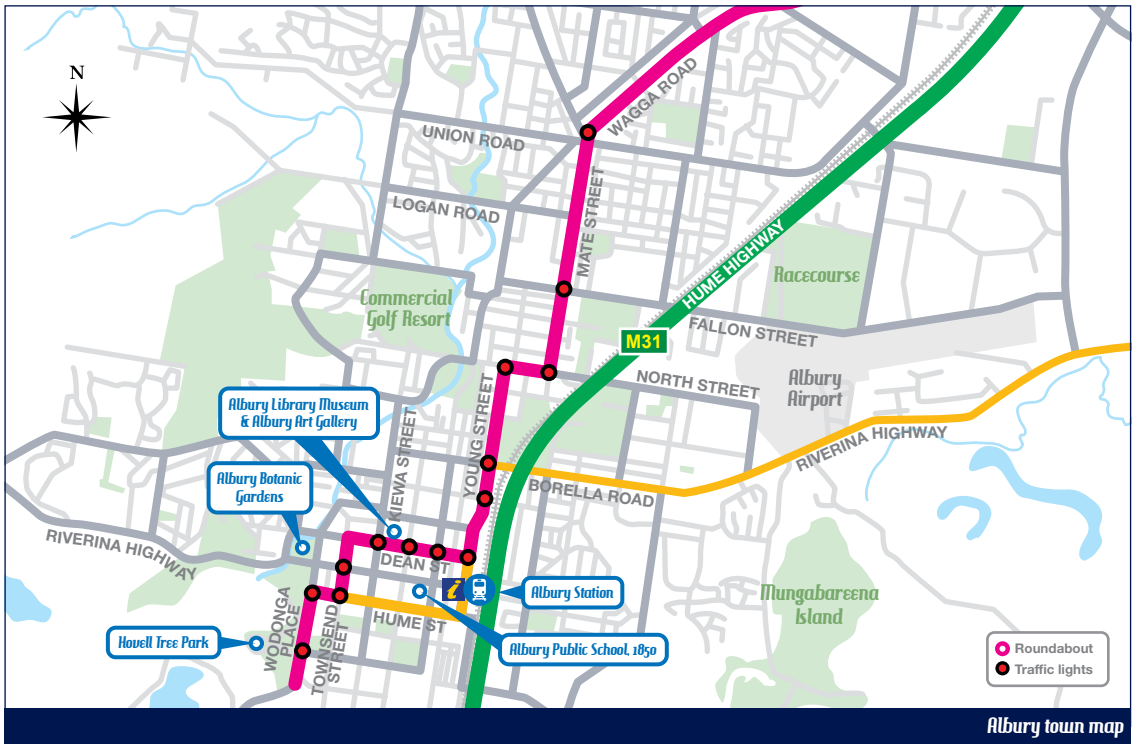 N
WAGGA ROAD
UNION ROAD
LOGAN ROAD
MATE STREET
HUME HIGHWAY
Racecourse
Commercial
Golf Resort
M31
FALLON STREET
NORTH STREET
Albury
Airport
Albury Library Museum
& Albury Art Gallery
KIEWA STREET
YOUNG STREET
RIVERINA HIGHWAY
Albury Botanic
Gardens
BORELLA ROAD
RIVERINA HIGHWAY
DEAN ST
i
Albury Station
Mungabareena
Island
WODONGA
PLACE
TOWNSEND
STREET
HUME ST
Hovell Tree Park
Albury Public School, 1850
Roundabout
Traffic lights
Albury town map